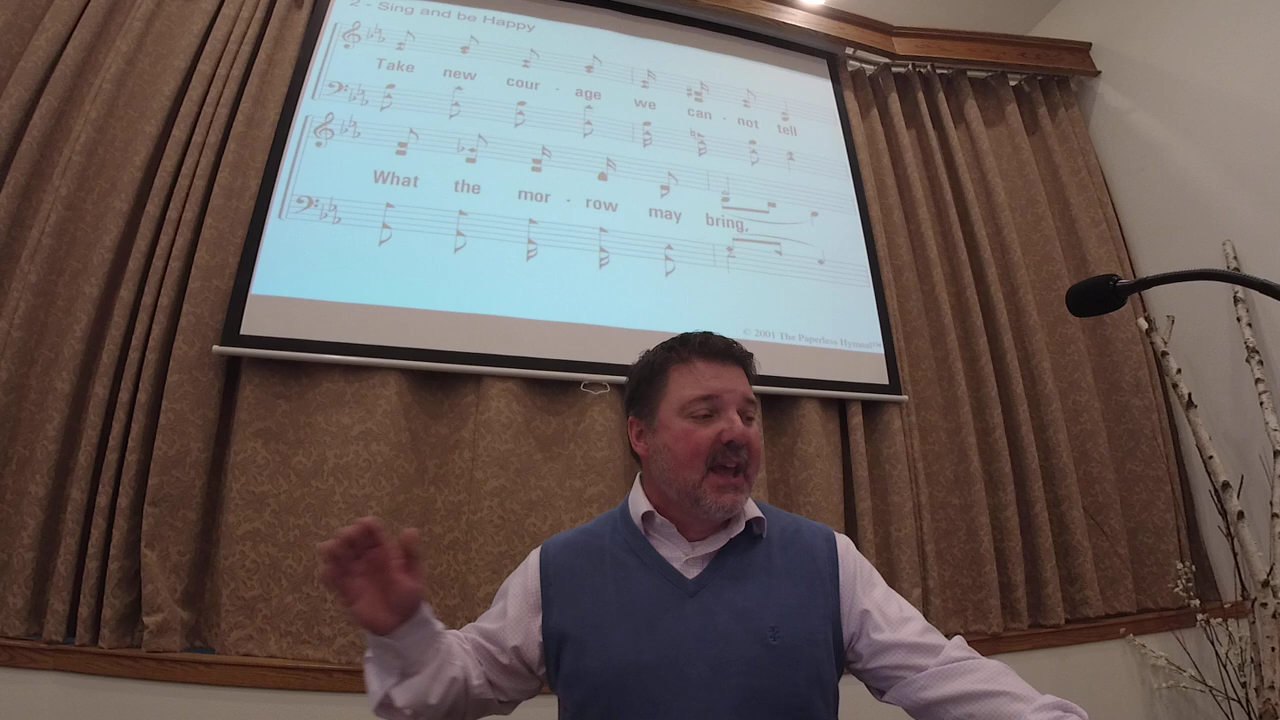 2 - Sing and be Happy
Take new cour - age we can - not tell
What the mor - row may bring,
© 2001 The Paperless Hymnal™